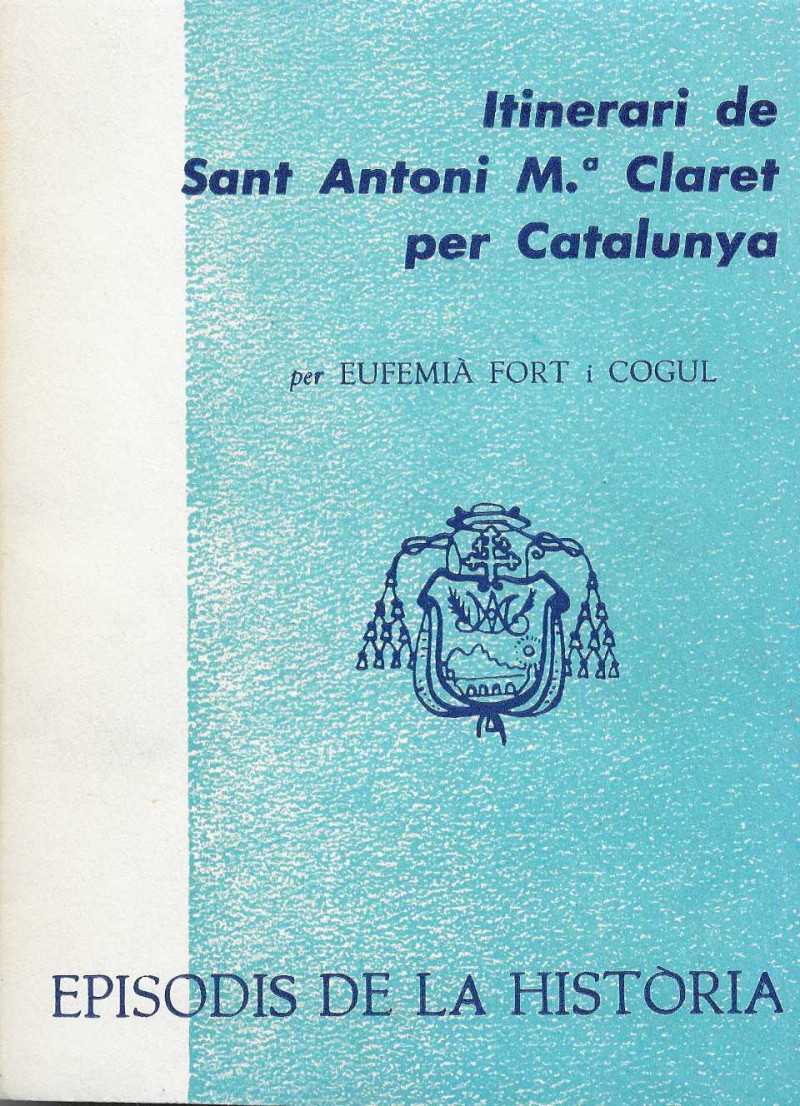 Itinerari de
Sant Antoni M.ª Claret
per Catalunya
per EUFEMIÀ FORT i COGUL
EPISODIS DE LA HISTÒRIA